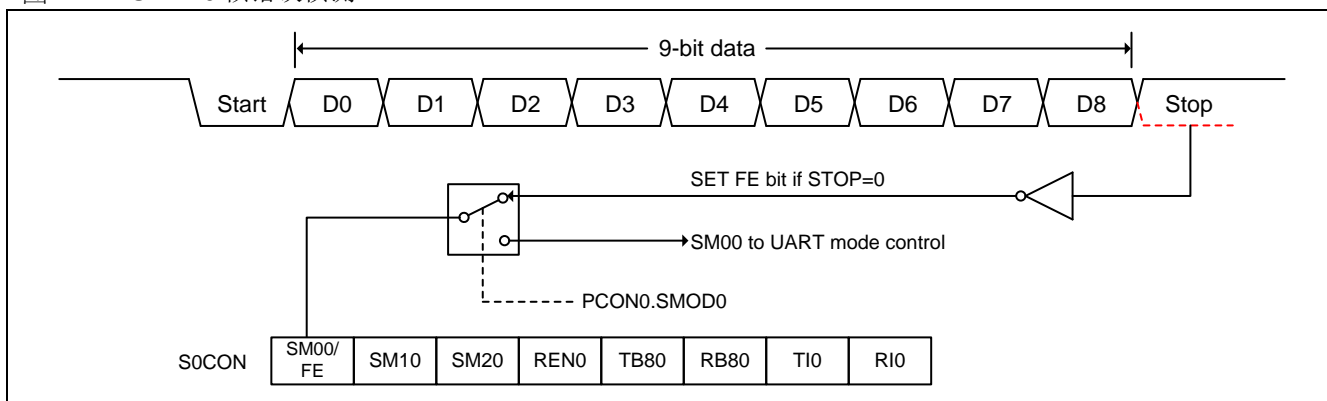 9-bit data
Start D0 D1 D2 D3 D4 D5 D6 D7 D8 Stop
SET FE bit if STOP=0
SM00 to UART mode control
PCON0.SMOD0
S0CON SM00/ FE SM10 SM20 REN0 TB80 RB80 TI0 RI0